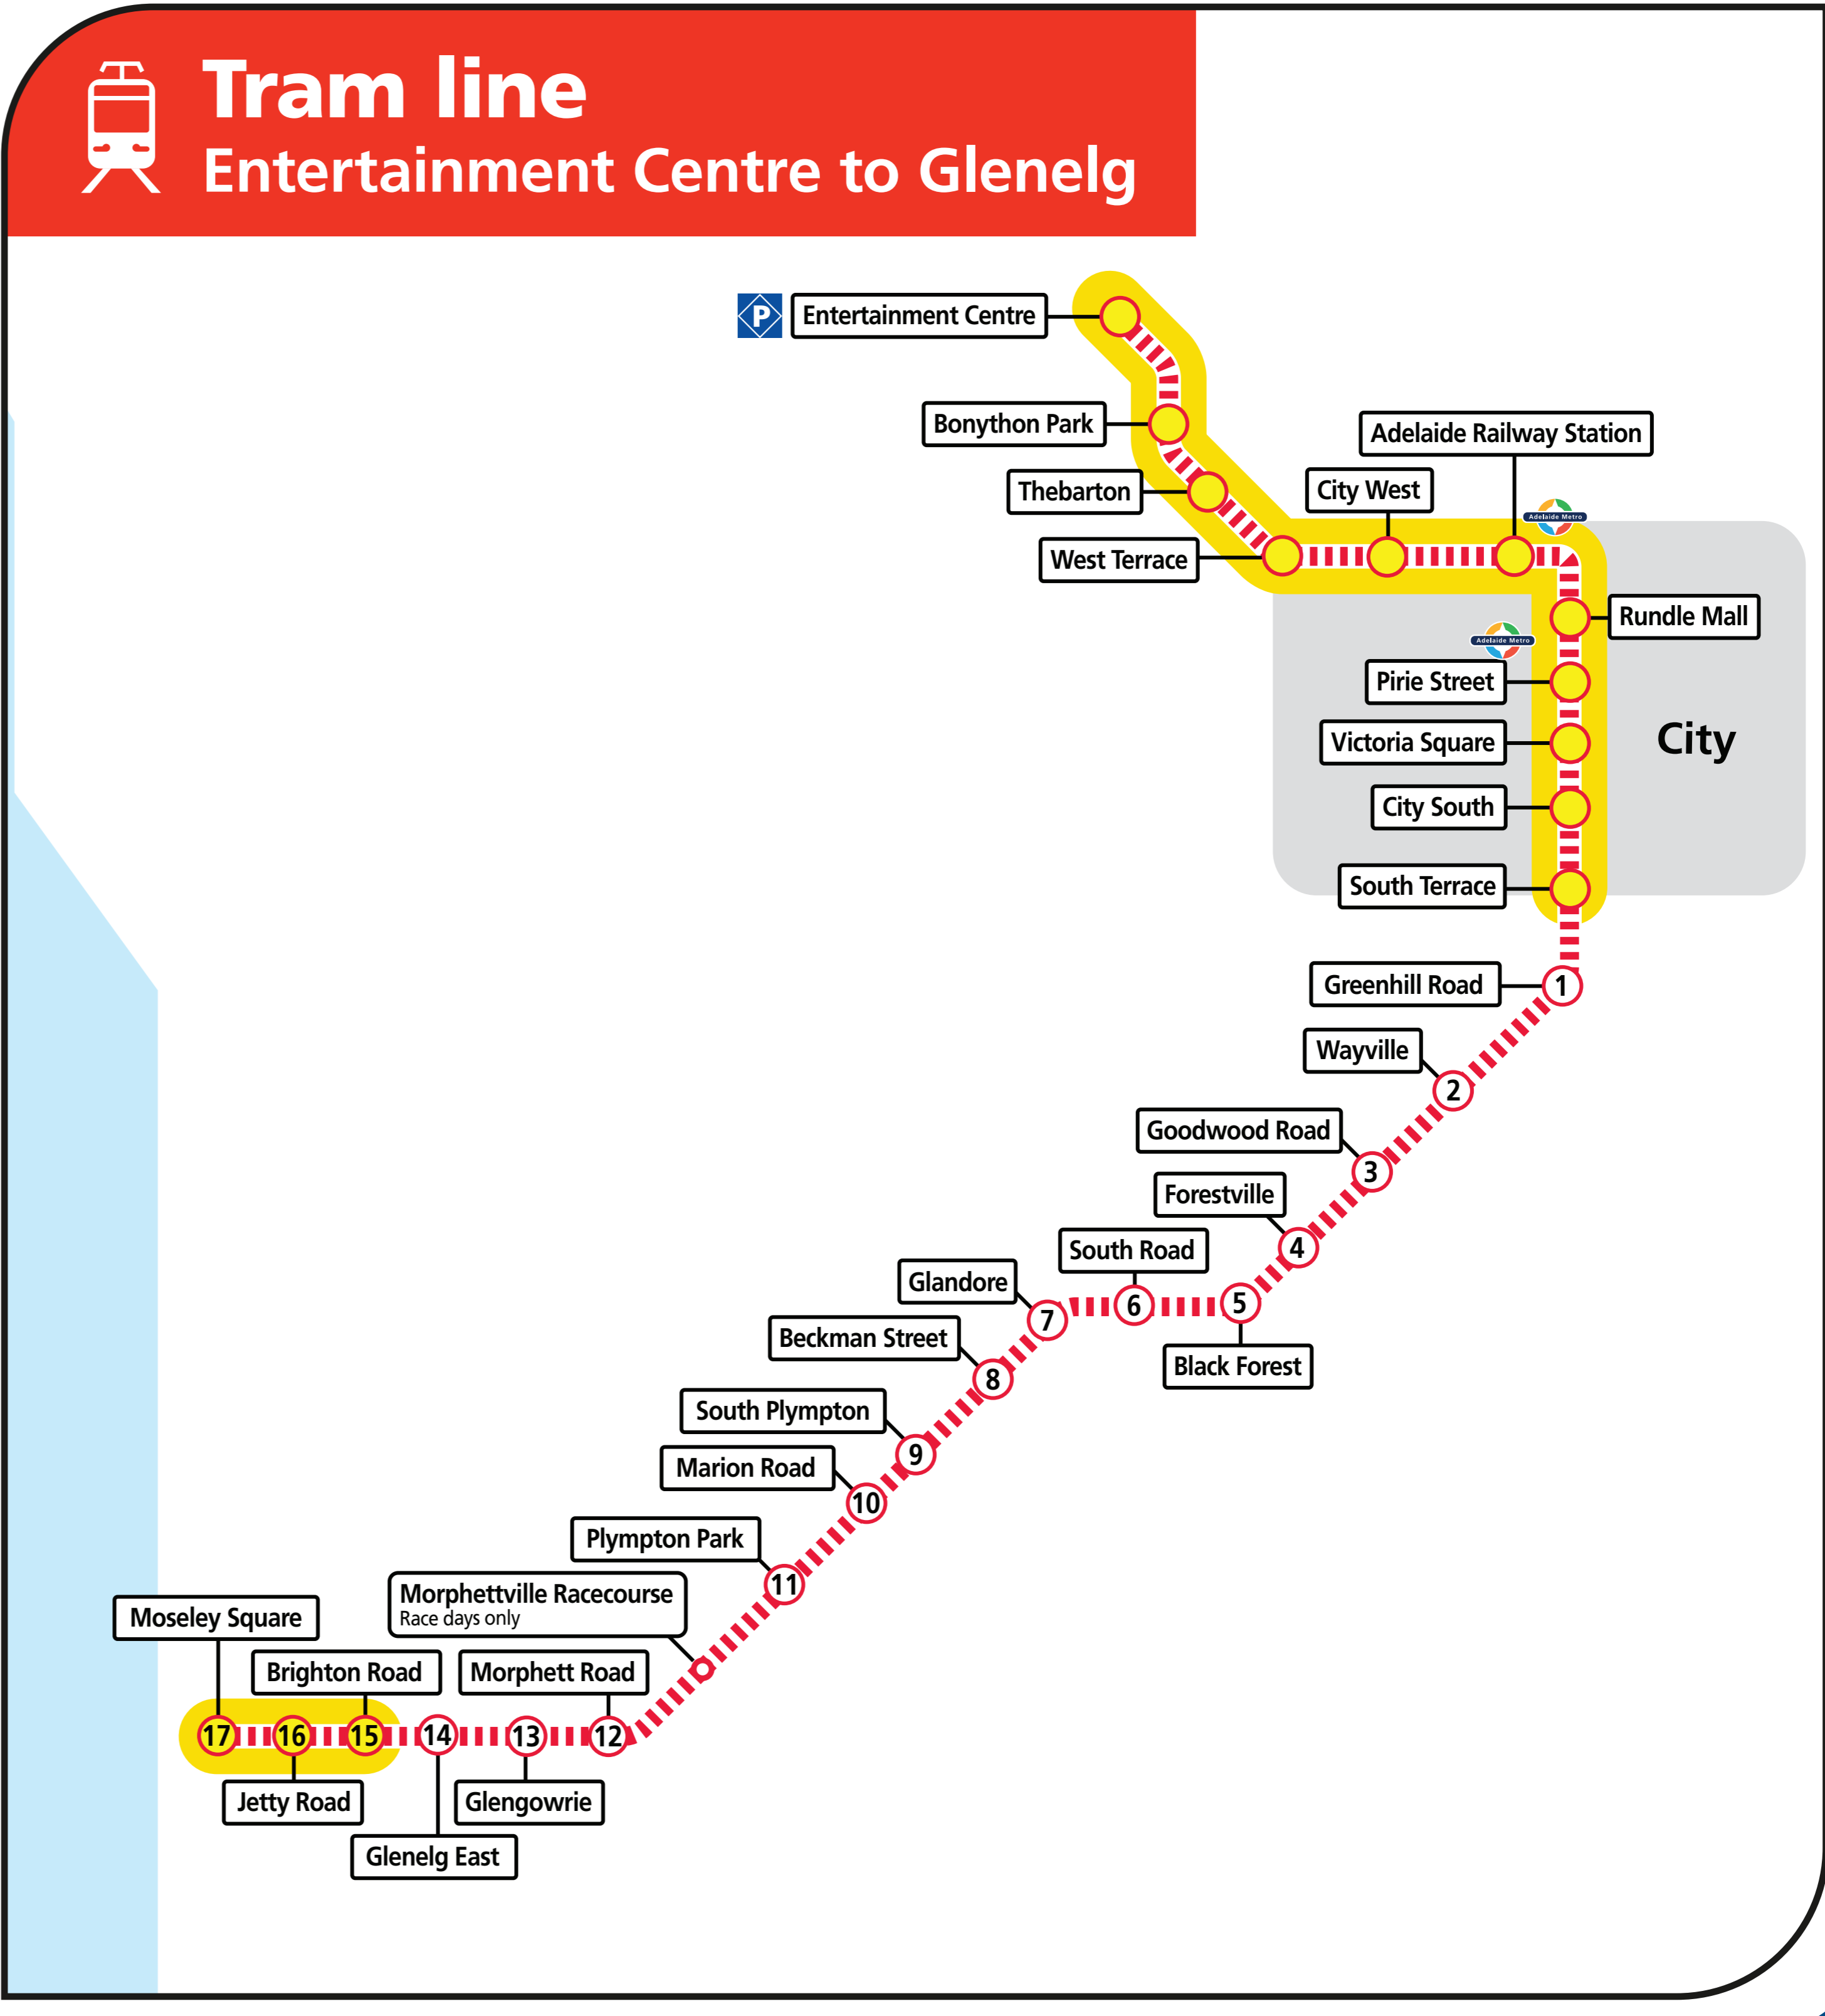 Tram line
Entertainment Centre to Glenelg
P
Entertainment Centre
Bonython Park
Adelaide Railway Station
Thebarton
City West
Adelaide Metro
West Terrace
Rundle Mall
Adelaide Metro
Pirie Street
Victoria Square
City
City South
South Terrace
Greenhill Road
1
Wayville
2
Goodwood Road
3
Forestville
4
South Road
6
5
Black Forest
Glandore
7
Beckman Street
8
South Plympton
9
Marion Road
10
Plympton Park
11
Morphettville Racecourse
Race days only
Moseley Square
Brighton Road
Morphett Road
17
16
15
14
13
12
Jetty Road
Glengowrie
Glenelg East